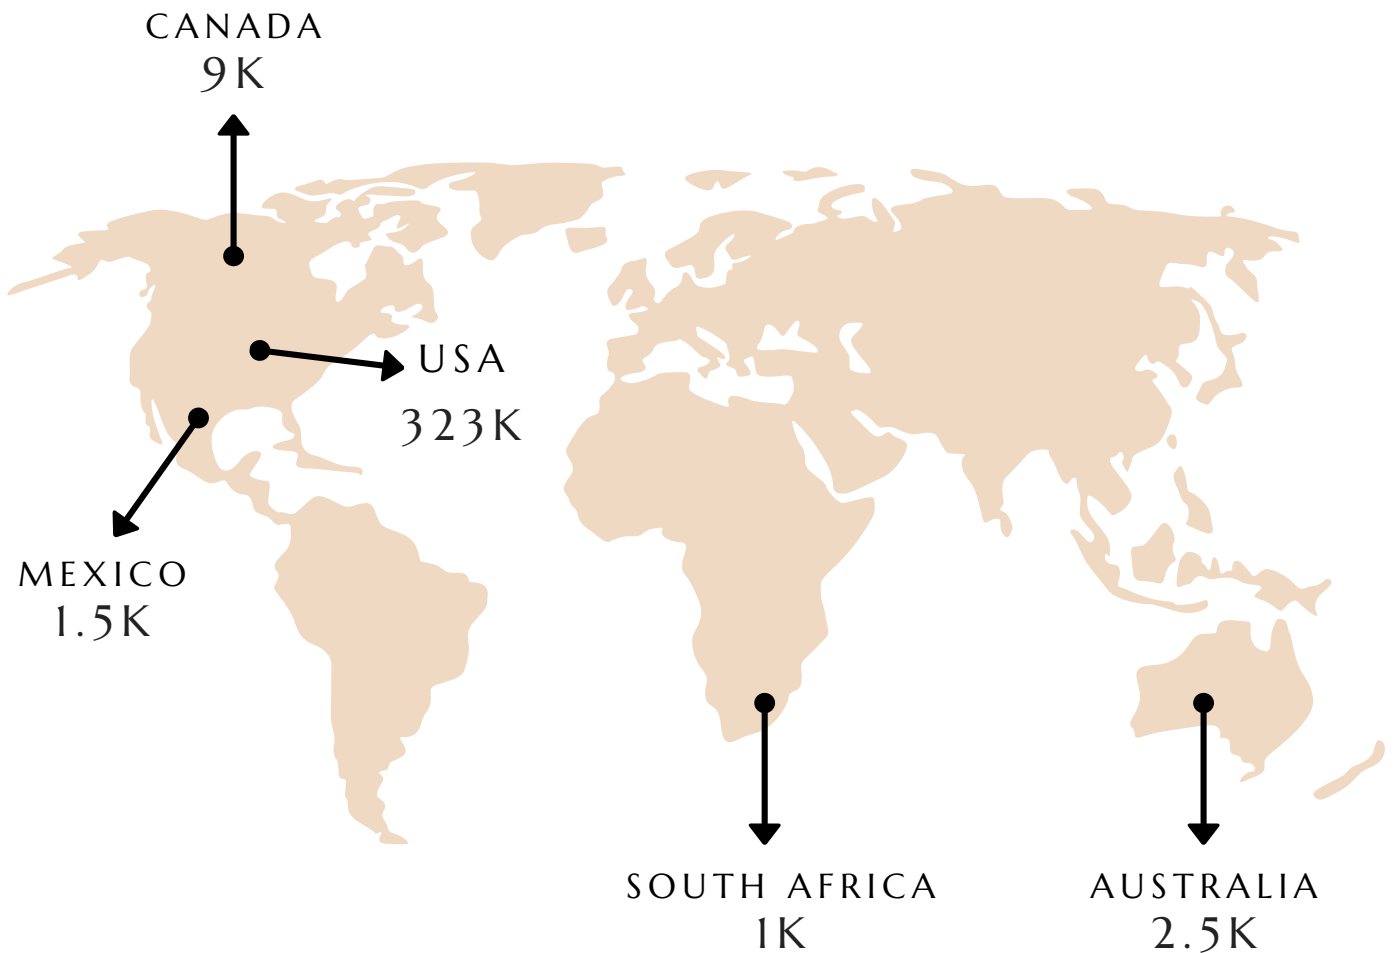 CANADA
9K
USA
323K
MEXICO
1.5K
SOUTH AFRICA
1K
AUSTRALIA
2.5K